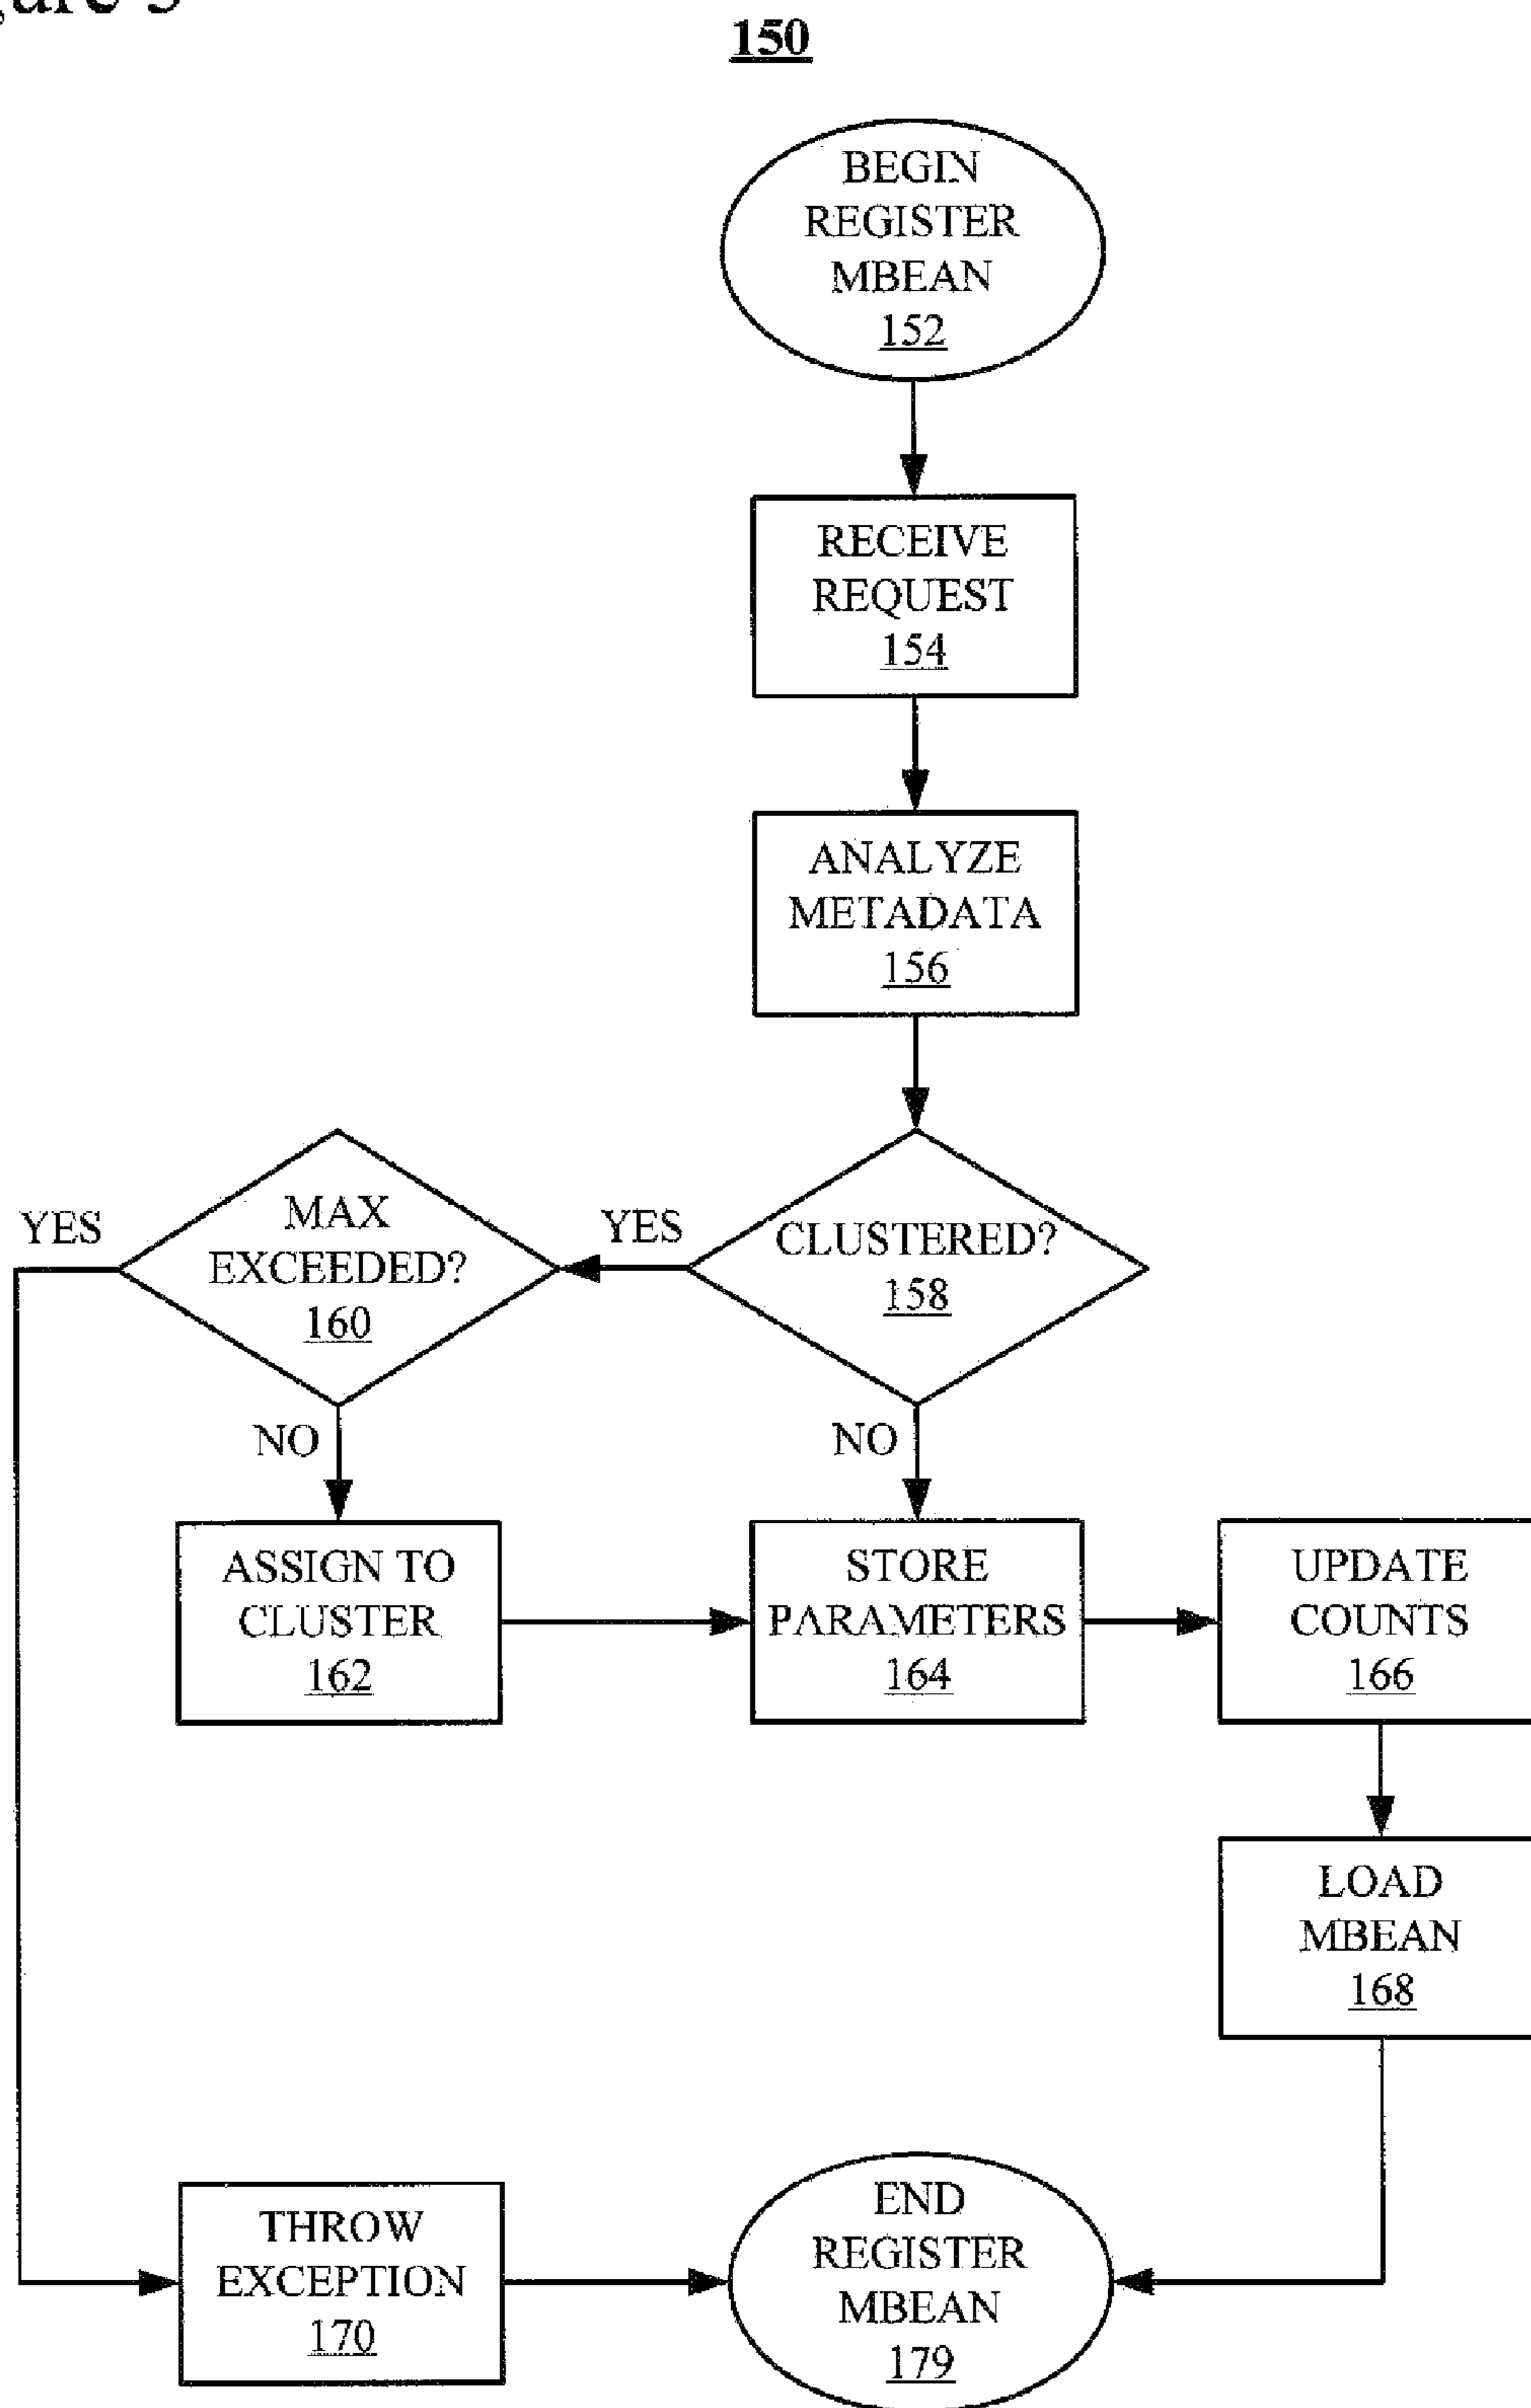 150
BEGIN
REGISTER
MBEAN
152
RECEIVE
REQUEST
154
ANALYZE
METADATA
156
YES
MAX
EXCEEDED?
160
YES
CLUSTERED?
158
NO
NO
ASSIGN TO
CLUSTER
162
STORE
PARAMETERS
164
UPDATE
COUNTS
166
LOAD
MBEAN
168
THROW
EXCEPTION
170
END
REGISTER
MBEAN
179